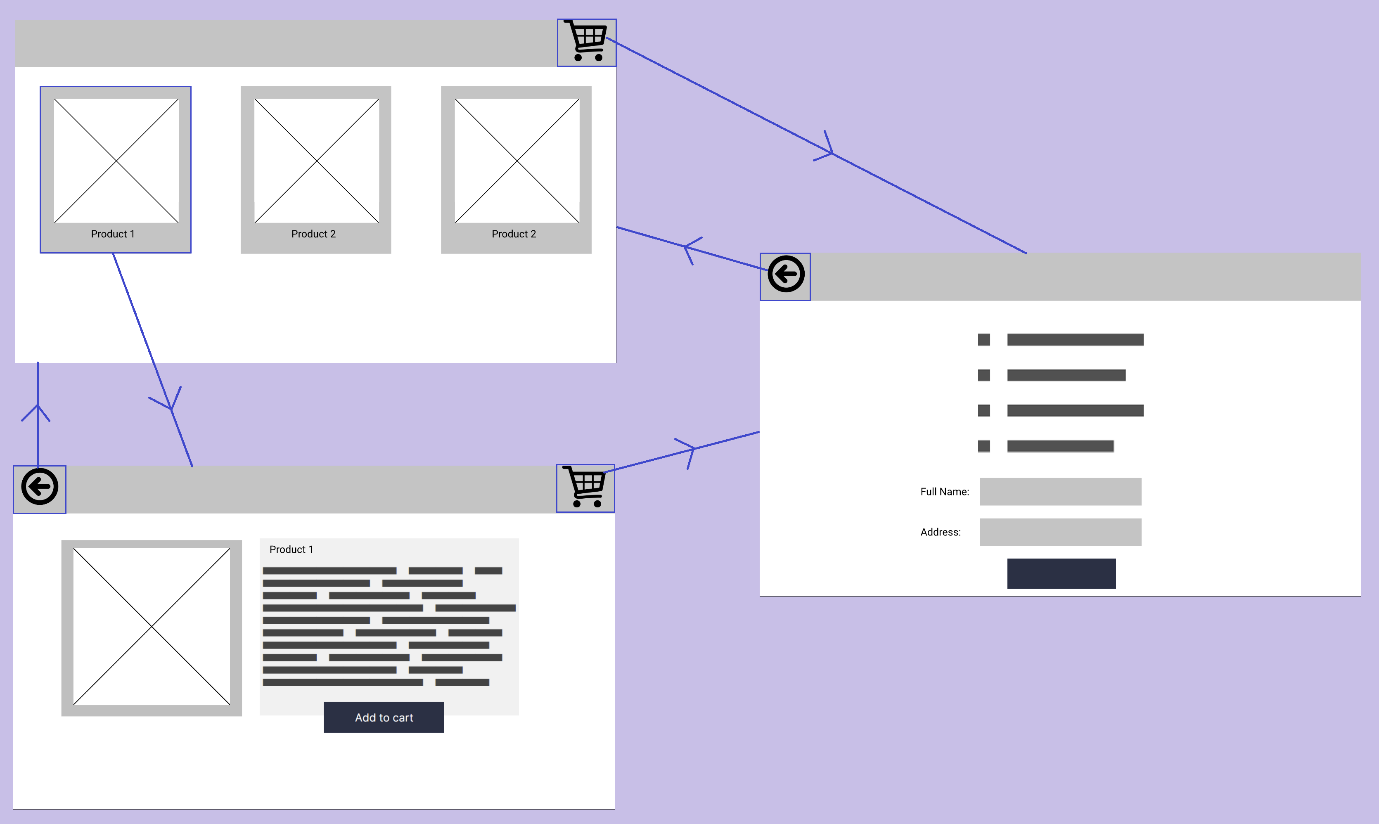 Product 1
Product 2
Product 2
Product 1
Add to cart
Full Name:
Address: